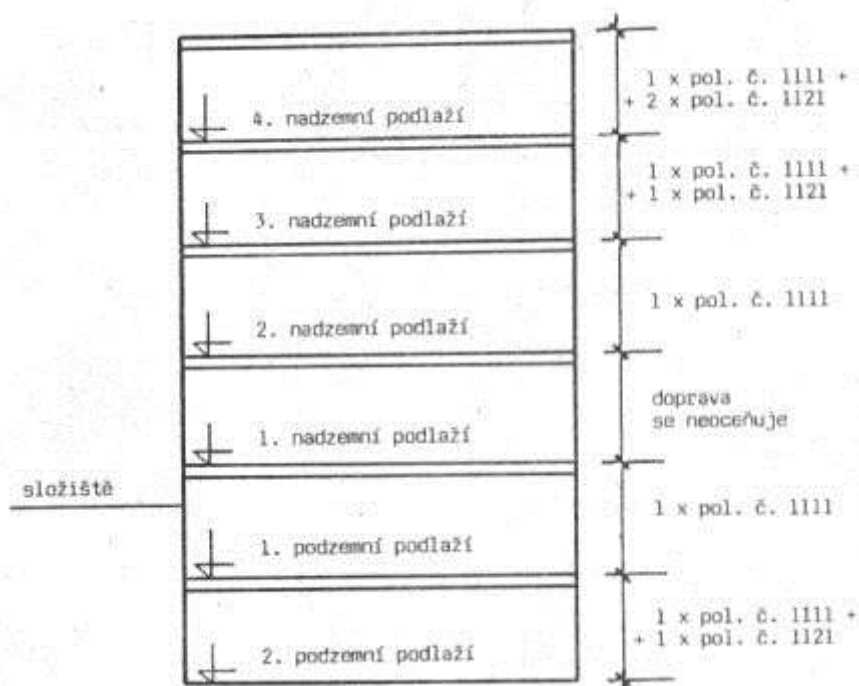 1 x pol. č. 1111 +
+ 2 x pol. č. 1121
4. nadzemní podlaží
1 x pol. č. 1111 +
+ 1 x pol. č. 1121
3. nadzemní podlaží
1 x pol. č. 1111
2. nadzemní podlaží
doprava
se neoceňuje
1. nadzemní podlaží
složiště
1 x pol. č. 1111
1. podzemní podlaží
1 x pol. č. 1111 +
+ 1 x pol. č. 1121
2. podzemní podlaží